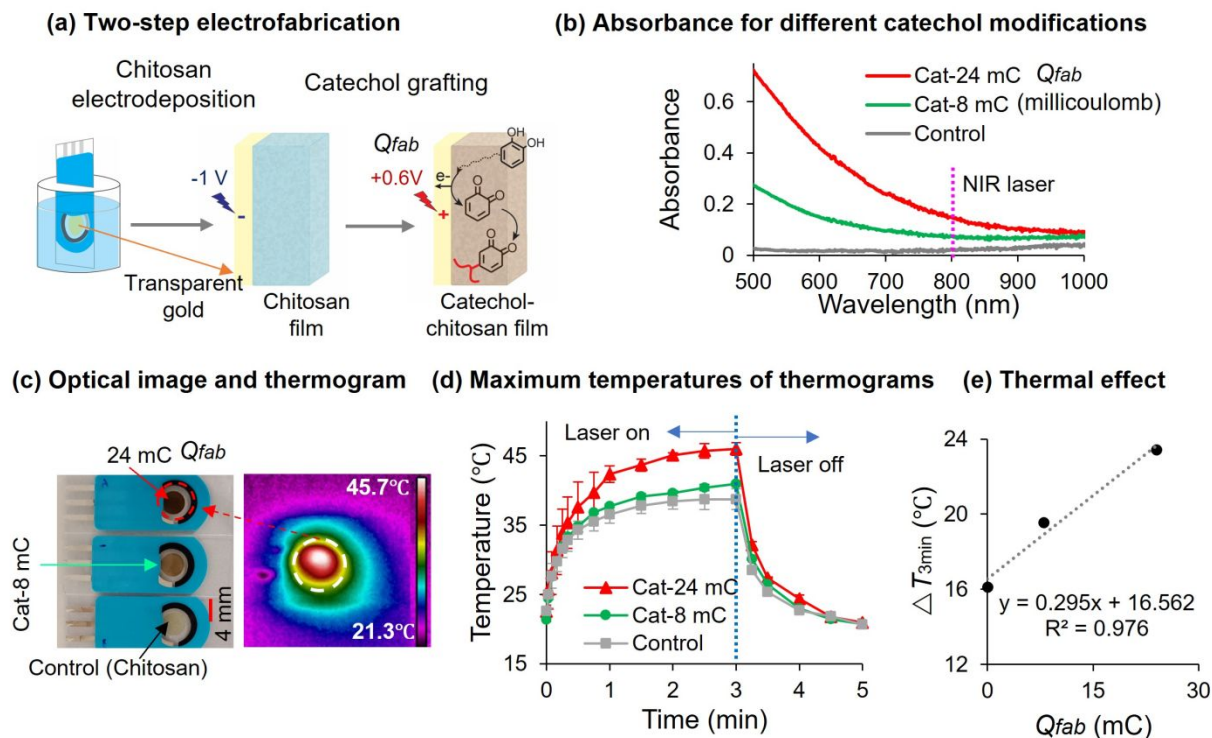 (a) Two-step electrofabrication
Chitosan
electrodeposition
Catechol grafting
Qfab
-1 V
+0.6V
e-
-
+
OH
OH
O
O
O
O
Transparent
gold
Chitosan
film
Catechol-
chitosan film
(b) Absorbance for different catechol modifications
Cat-24 mC Qfab
Cat-8 mC (millicoulomb)
Control
NIR laser
Absorbance
0.6
0.4
0.2
0
500 600 700 800 900 1000
Wavelength (nm)
(c) Optical image and thermogram
24 mC Qfab
Cat-8 mC
Control (Chitosan)
4 mm
45.7℃
21.3℃
(d) Maximum temperatures of thermograms
Laser on
Laser off
Temperature (°C)
45
35
25
15
Cat-24 mC
Cat-8 mC
Control
0 1 2 3 4 5
Time (min)
(e) Thermal effect
△ T3min (°C)
24
20
16
12
y = 0.295x + 16.562
R² = 0.976
0 15 30
Qfab (mC)